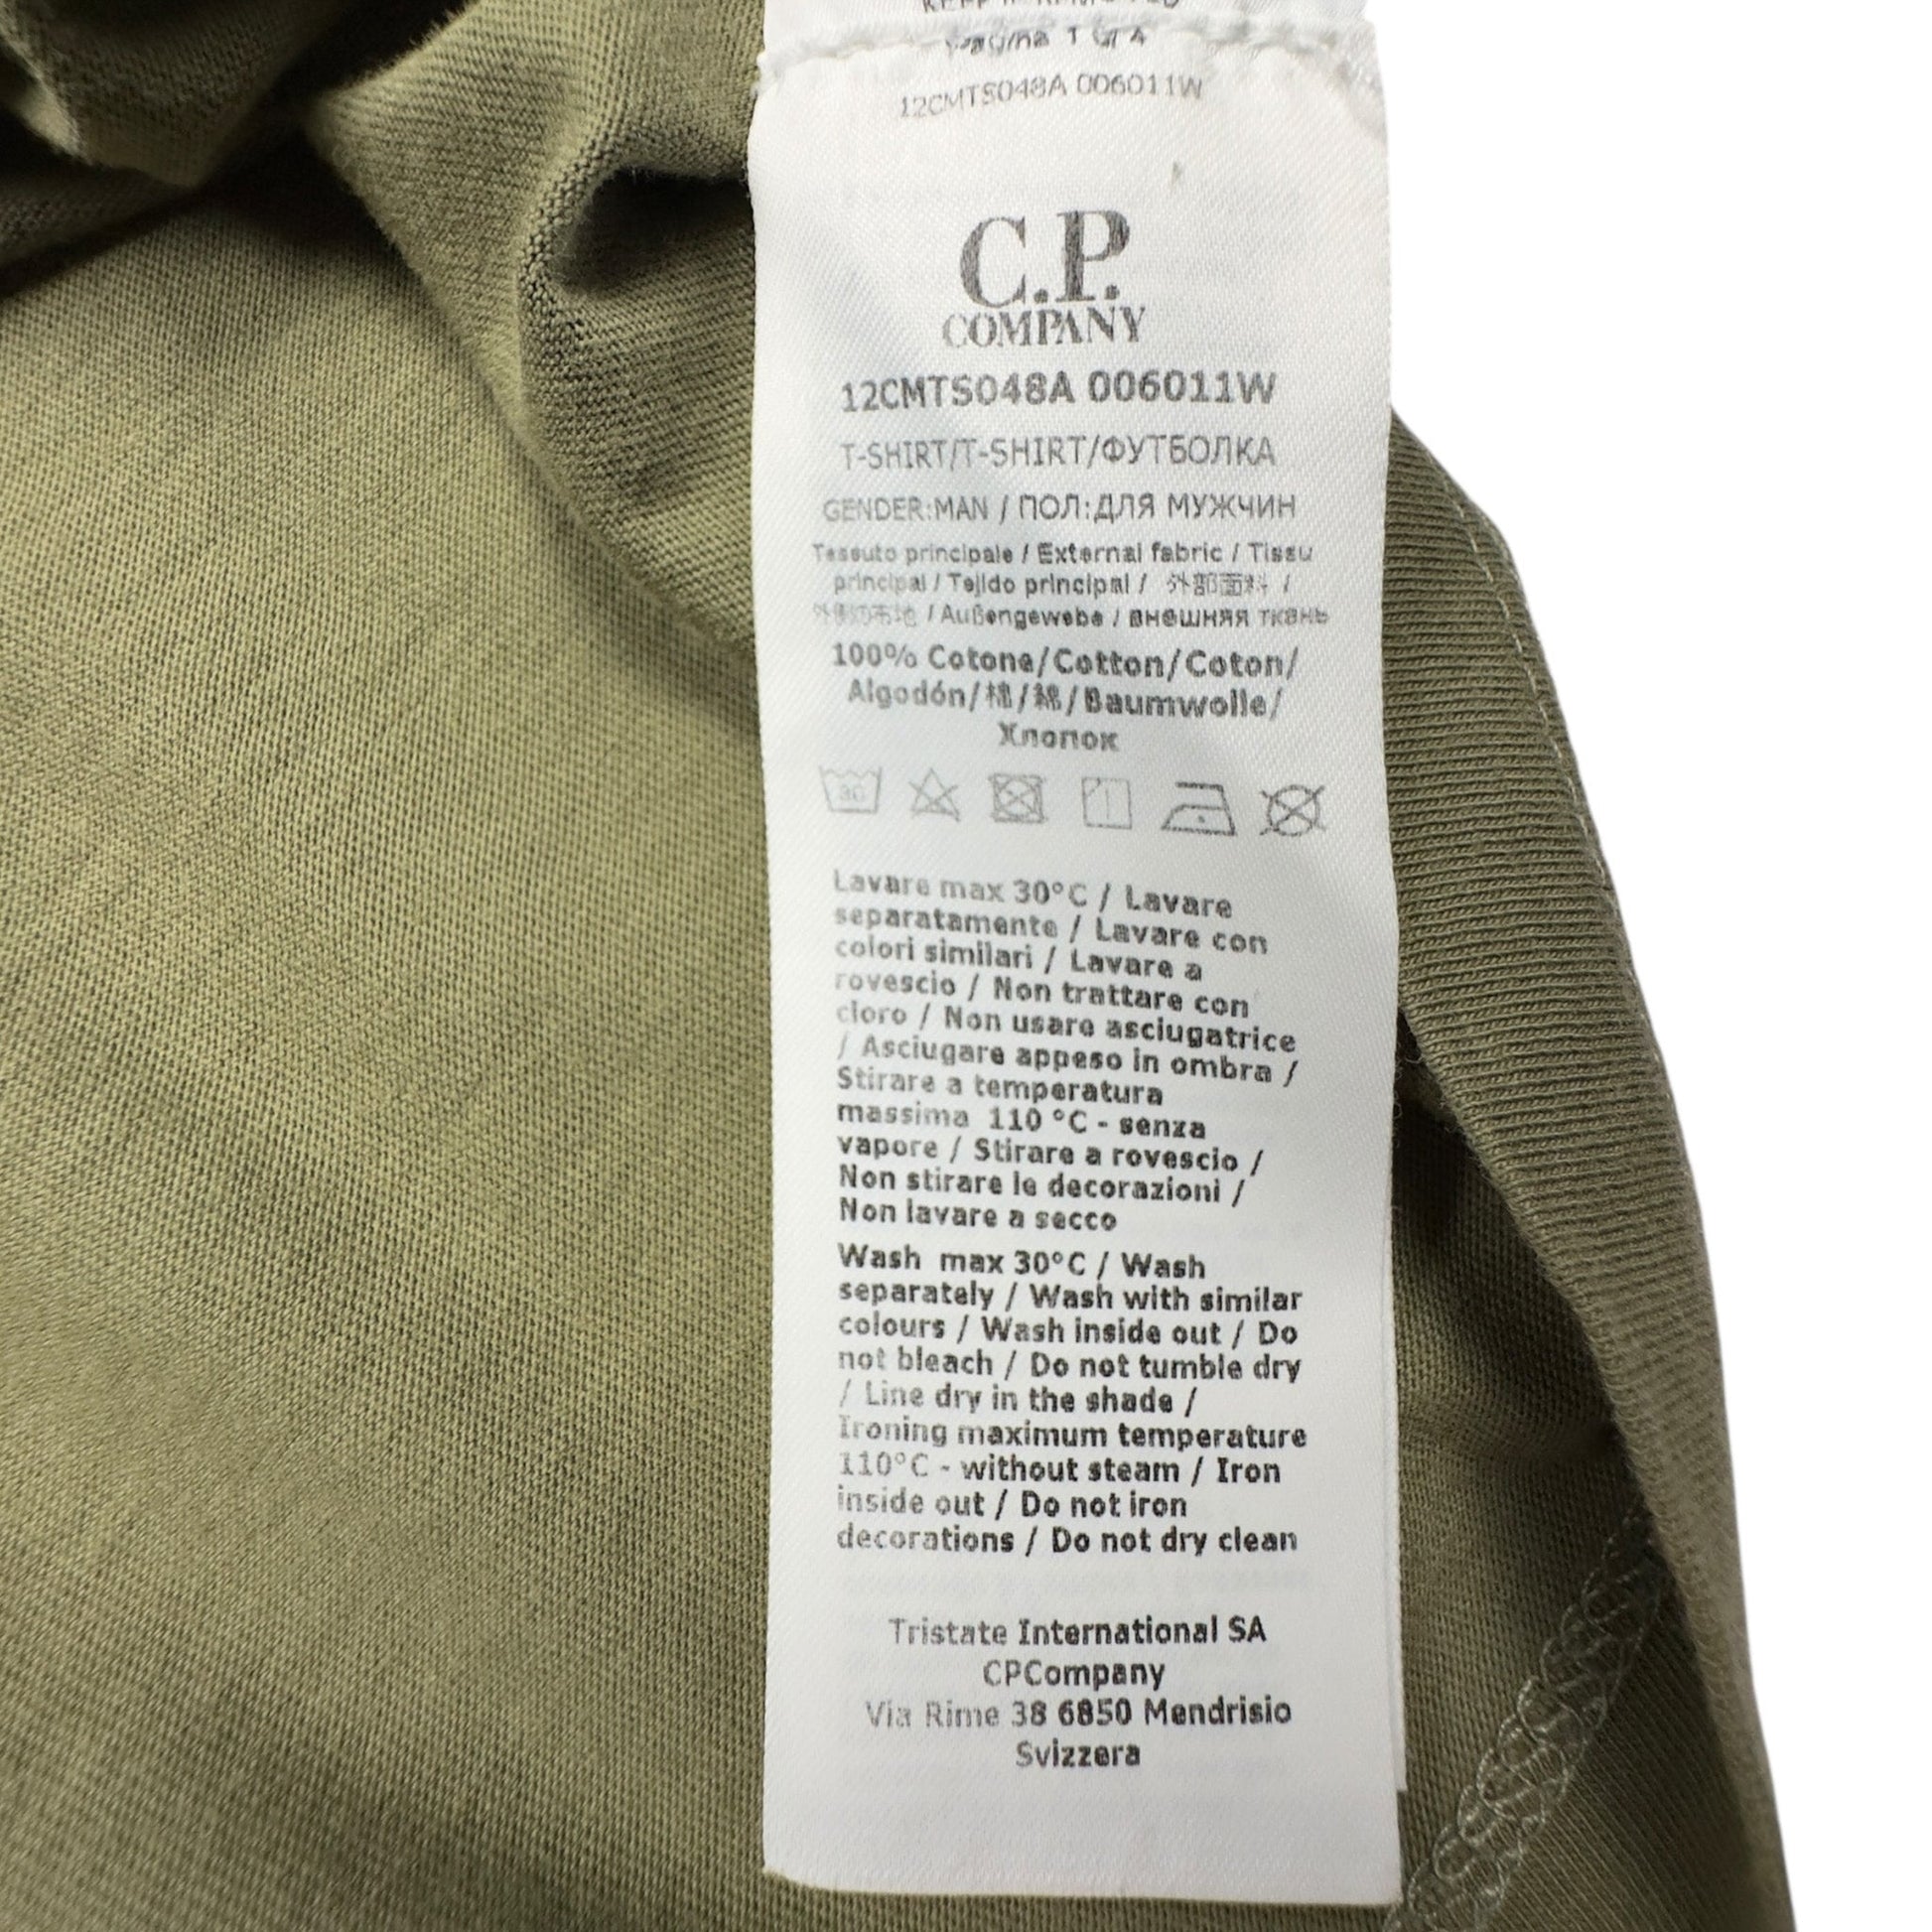 Pagina 1 di 4
12CMTS048A 006011W
C.P.
COMPANY
12CMTS048A 006011W
T-SHIRT/T-SHIRT/ФУТБОЛКА
GENDER:MAN / ПОЛ:ДЛЯ МУЖЧИН
Tessuto principale / External fabric / Tissu
principal / Tejido principal / 外部面料 /
/ Außengewebe / внешняя ткань
100% Cotone/Cotton/Coton/
Algodón/棉/綿/Baumwolle/
Хлопок
30
Lavare max 30°C / Lavare
separatamente / Lavare con
colori similari / Lavare a
rovescio / Non trattare con
cloro / Non usare asciugatrice
/ Asciugare appeso in ombra /
Stirare a temperatura
massima 110 °C - senza
vapore / Stirare a rovescio /
Non stirare le decorazioni /
Non lavare a secco
Wash max 30°C / Wash
separately / Wash with similar
colours / Wash inside out / Do
not bleach / Do not tumble dry
/ Line dry in the shade /
Ironing maximum temperature
110°C - without steam / Iron
inside out / Do not iron
decorations / Do not dry clean
Tristate International SA
CPCompany
Via Rime 38 6850 Mendrisio
Svizzera